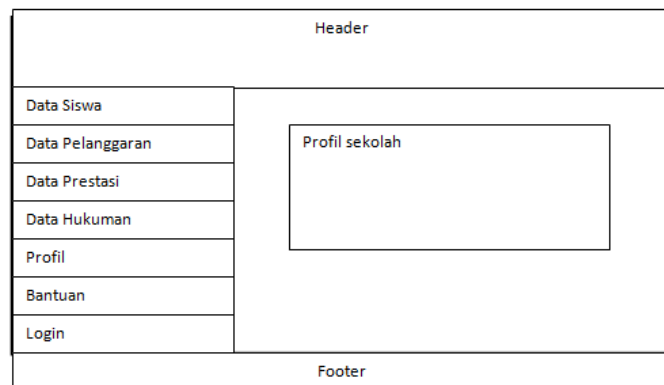 Header
Data Siswa
Data Pelanggaran
Data Prestasi
Data Hukuman
Profil
Bantuan
Login
Profil sekolah
Footer